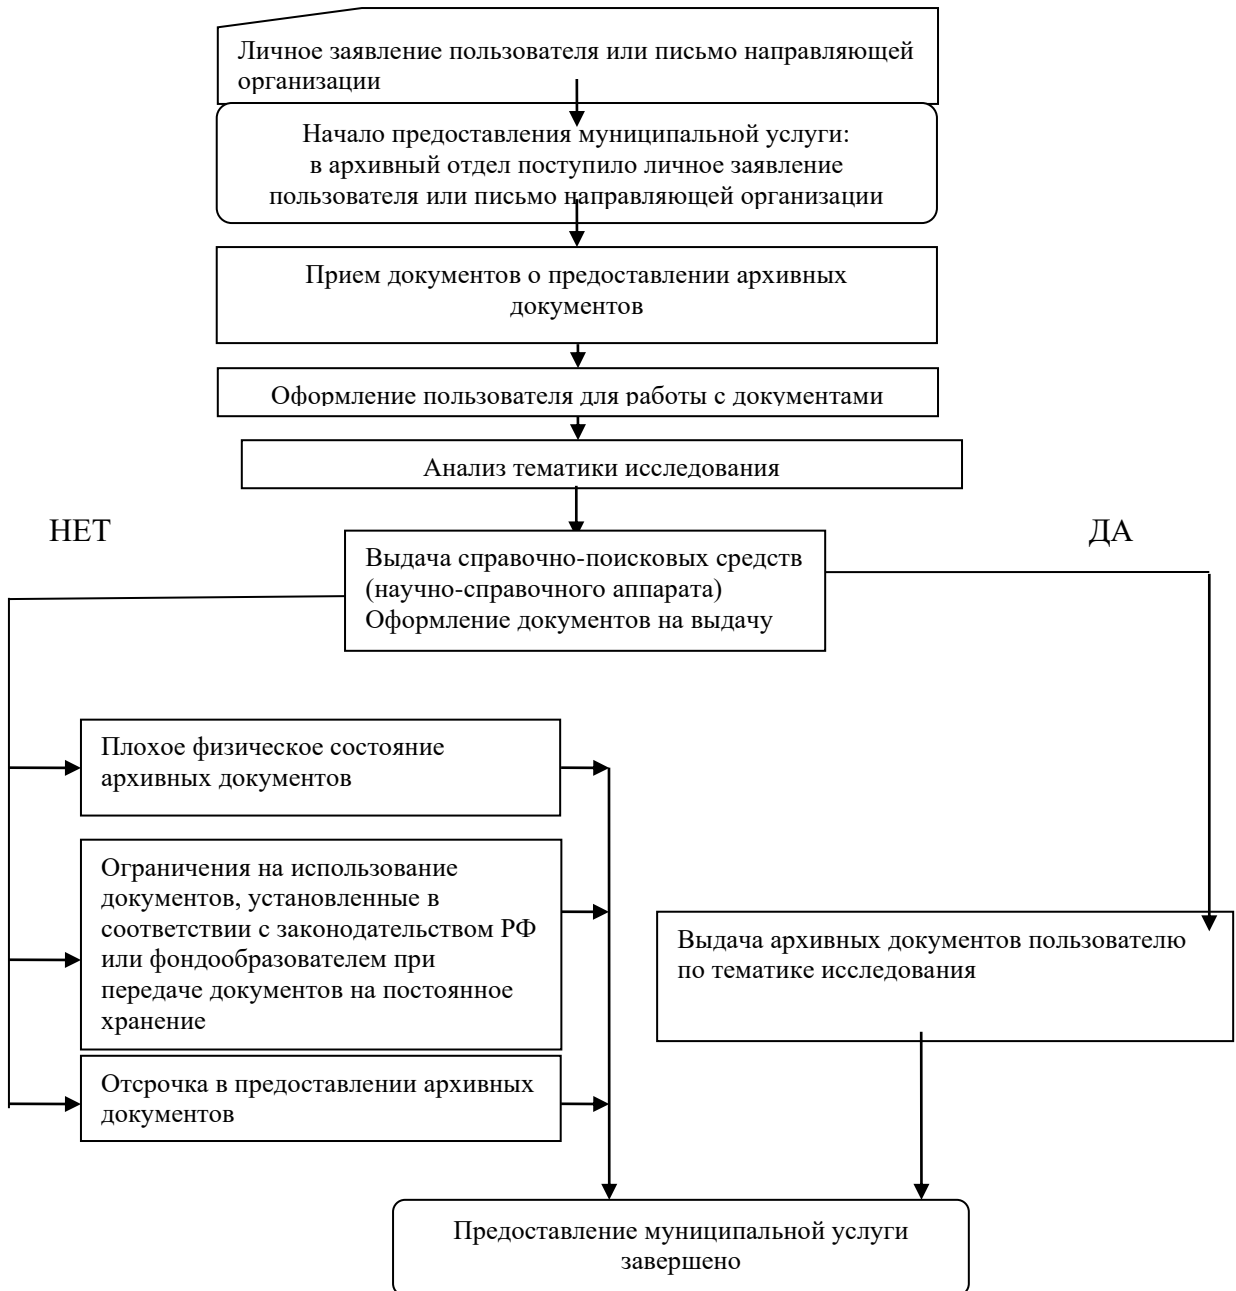 Личное заявление пользователя или письмо направляющей
организации
Начало предоставления муниципальной услуги:
в архивный отдел поступило личное заявление
пользователя или письмо направляющей организации
Прием документов о предоставлении архивных
документов
Оформление пользователя для работы с документами
Анализ тематики исследования
НЕТ
ДА
Выдача справочно-поисковых средств
(научно-справочного аппарата)
Оформление документов на выдачу
Плохое физическое состояние
архивных документов
Ограничения на использование
документов, установленные в
соответствии с законодательством РФ
или фондообразователем при
передаче документов на постоянное
хранение
Выдача архивных документов пользователю
по тематике исследования
Отсрочка в предоставлении архивных
документов
Предоставление муниципальной услуги
завершено